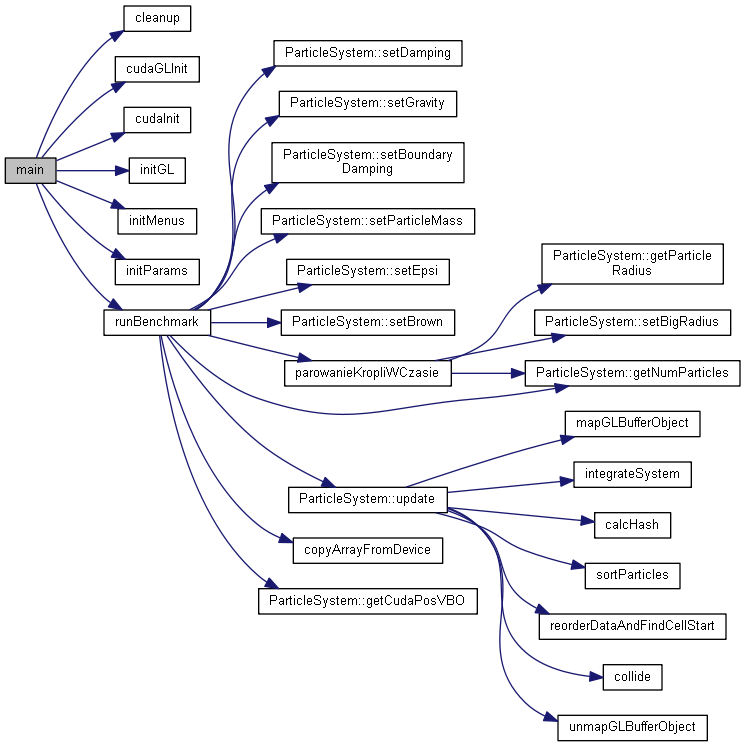 main
cleanup
cudaGLInit
cudaInit
initGL
initMenus
initParams
runBenchmark
ParticleSystem::setDamping
ParticleSystem::setGravity
ParticleSystem::setBoundary
Damping
ParticleSystem::setParticleMass
ParticleSystem::setEpsi
ParticleSystem::setBrown
parowanieKropliWCzasie
ParticleSystem::getParticle
Radius
ParticleSystem::setBigRadius
ParticleSystem::getNumParticles
ParticleSystem::update
mapGLBufferObject
integrateSystem
calcHash
sortParticles
reorderDataAndFindCellStart
collide
unmapGLBufferObject
copyArrayFromDevice
ParticleSystem::getCudaPosVBO